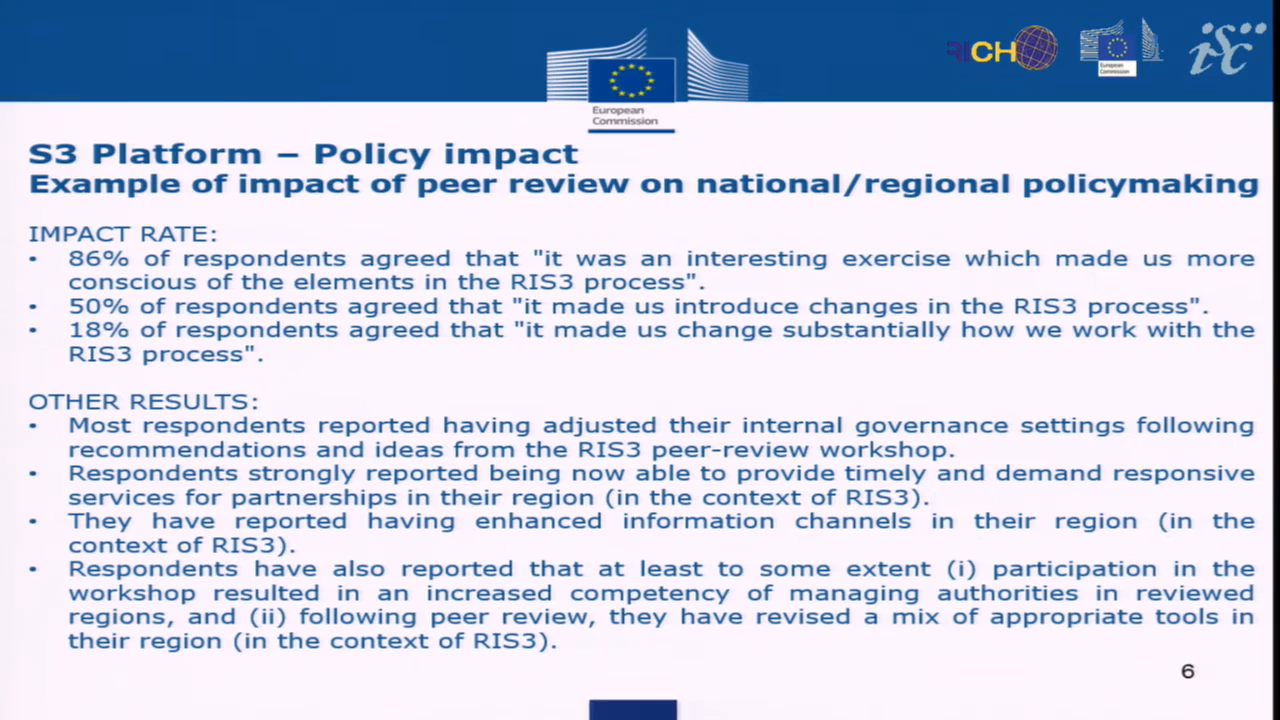 RICH
European
Commission
isc
European
Commission
S3 Platform – Policy impact
Example of impact of peer review on national/regional policymaking
IMPACT RATE:
• 86% of respondents agreed that "it was an interesting exercise which made us more
conscious of the elements in the RIS3 process".
• 50% of respondents agreed that "it made us introduce changes in the RIS3 process".
• 18% of respondents agreed that "it made us change substantially how we work with the
RIS3 process".
OTHER RESULTS:
• Most respondents reported having adjusted their internal governance settings following
recommendations and ideas from the RIS3 peer-review workshop.
• Respondents strongly reported being now able to provide timely and demand responsive
services for partnerships in their region (in the context of RIS3).
• They have reported having enhanced information channels in their region (in the
context of RIS3).
• Respondents have also reported that at least to some extent (i) participation in the
workshop resulted in an increased competency of managing authorities in reviewed
regions, and (ii) following peer review, they have revised a mix of appropriate tools in
their region (in the context of RIS3).
6